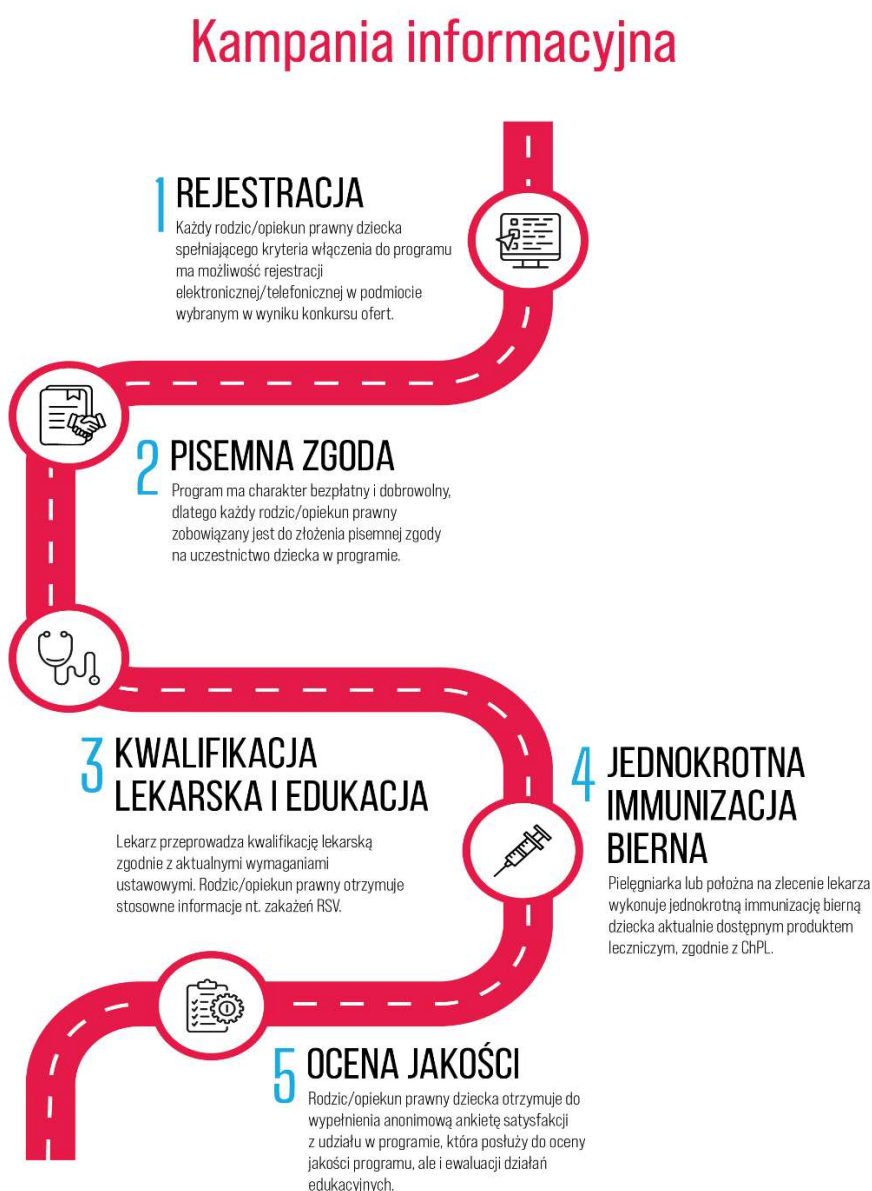 Kampania informacyjna
1 REJESTRACJA
Każdy rodzic/opiekun prawny dziecka
spełniającego kryteria włączenia do programu
ma możliwość rejestracji
elektronicznej/telefonicznej w podmiocie
wybranym w wyniku konkursu ofert.
2 PISEMNA ZGODA
Program ma charakter bezpłatny i dobrowolny,
dlatego każdy rodzic/opiekun prawny
zobowiązany jest do złożenia pisemnej zgody
na uczestnictwo dziecka w programie.
3 KWALIFIKACJA
LEKARSKA I EDUKACJA
Lekarz przeprowadza kwalifikację lekarską
zgodnie z aktualnymi wymaganiami
ustawowymi. Rodzic/opiekun prawny otrzymuje
stosowne informacje nt. zakażeń RSV.
4 JEDNOKROTNA
IMMUNIZACJA
BIERNA
Pielęgniarka lub położna na zlecenie lekarza
wykonuje jednokrotną immunizację bierną
dziecka aktualnie dostępnym produktem
leczniczym, zgodnie z ChPL.
5 OCENA JAKOŚCI
Rodzic/opiekun prawny dziecka otrzymuje do
wypełnienia anonimową ankietę satysfakcji
z udziału w programie, która posłuży do oceny
jakości programu, ale i ewaluacji działań
edukacyjnych.